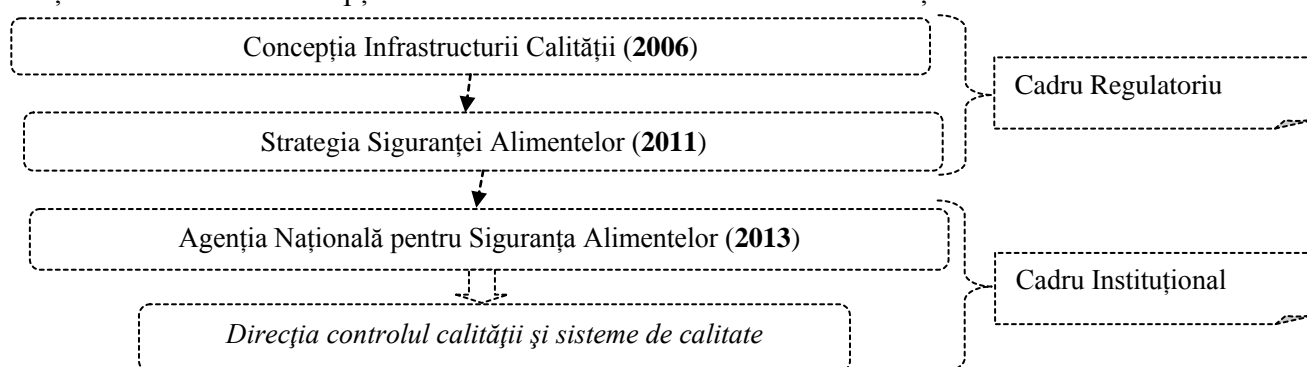 Concepția Infrastructurii Calității (2006)
Cadru Regulatoriu
Strategia Siguranței Alimentelor (2011)
Agenția Națională pentru Siguranța Alimentelor (2013)
Cadru Instituțional
Direcţia controlul calităţii şi sisteme de calitate